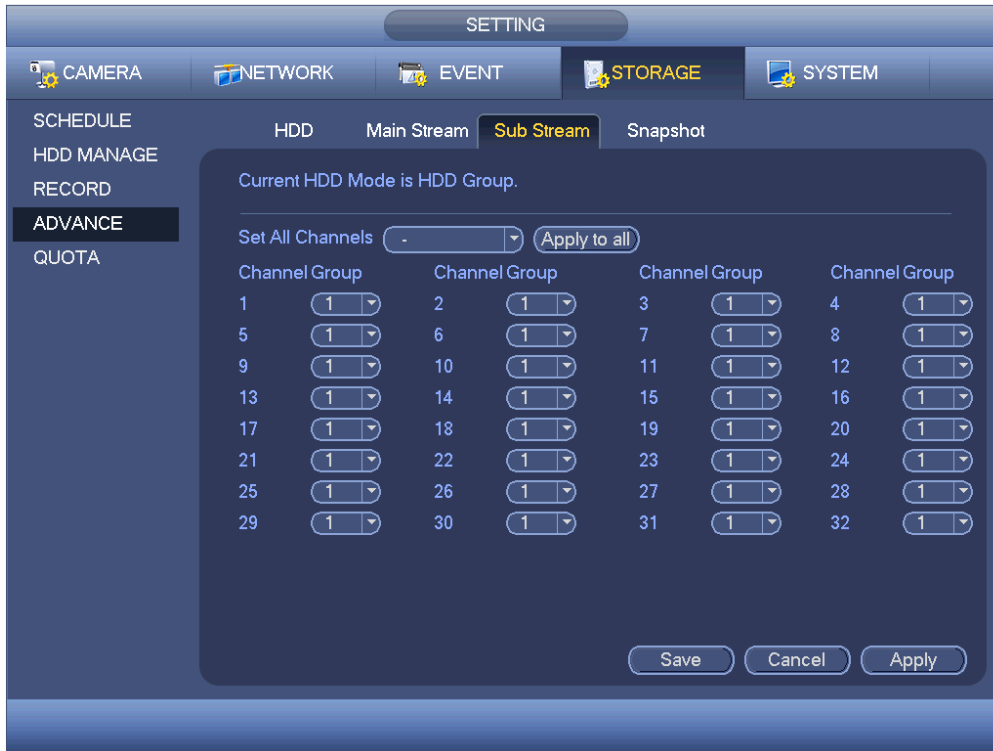 SETTING
CAMERA NETWORK EVENT STORAGE SYSTEM
SCHEDULE
HDD MANAGE
RECORD
ADVANCE
QUOTA
HDD Main Stream Sub Stream Snapshot
Current HDD Mode is HDD Group.
Set All Channels - Apply to all
Channel Group Channel Group Channel Group Channel Group
1 1 2 1 3 1 4 1
5 1 6 1 7 1 8 1
9 1 10 1 11 1 12 1
13 1 14 1 15 1 16 1
17 1 18 1 19 1 20 1
21 1 22 1 23 1 24 1
25 1 26 1 27 1 28 1
29 1 30 1 31 1 32 1
Save Cancel Apply